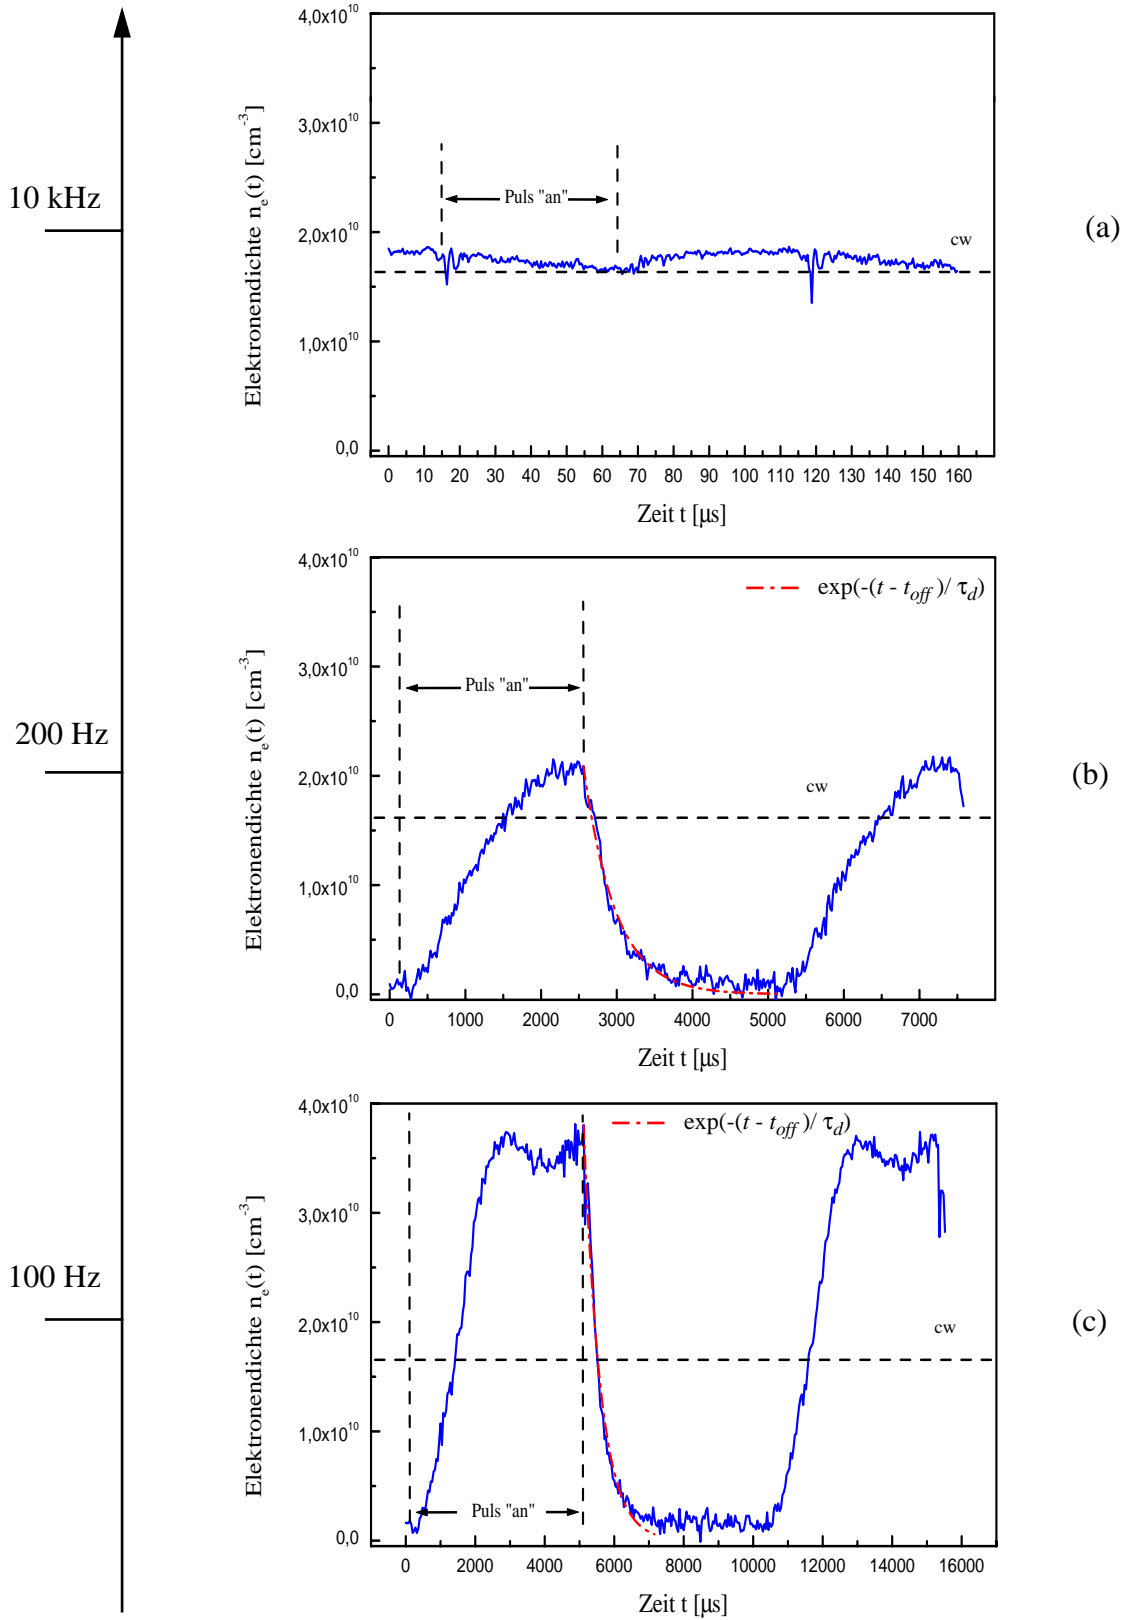 10 kHz
200 Hz
100 Hz
Elektronendichte n_e(t) [cm^-3]
4,0x10^10
3,0x10^10
2,0x10^10
1,0x10^10
0,0
Puls "an"
cw
(a)
0 10 20 30 40 50 60 70 80 90 100 110 120 130 140 150 160
Zeit t [μs]
Elektronendichte n_e(t) [cm^-3]
4,0x10^10
3,0x10^10
2,0x10^10
1,0x10^10
0,0
exp(-(t - t_off)/ τ_d)
Puls "an"
cw
(b)
0 1000 2000 3000 4000 5000 6000 7000
Zeit t [μs]
Elektronendichte n_e(t) [cm^-3]
4,0x10^10
3,0x10^10
2,0x10^10
1,0x10^10
0,0
exp(-(t - t_off)/ τ_d)
cw
Puls "an"
(c)
0 2000 4000 6000 8000 10000 12000 14000 16000
Zeit t [μs]